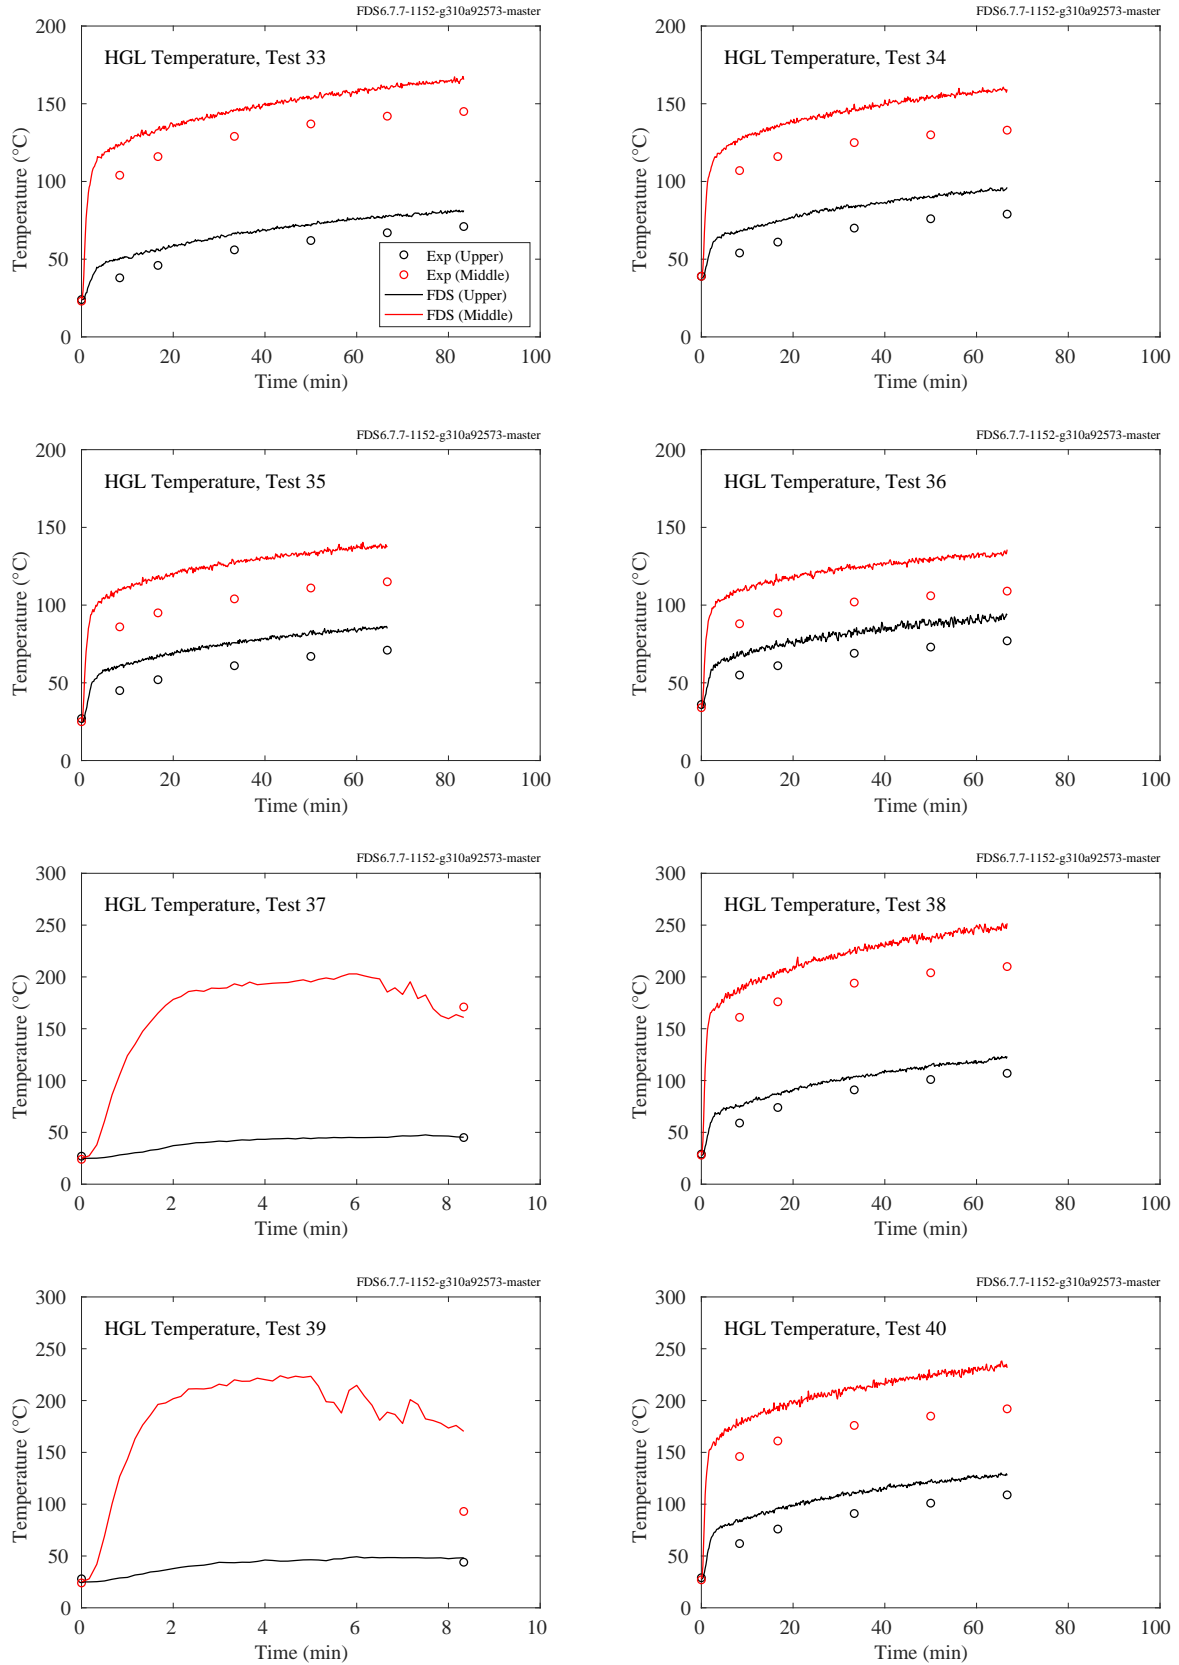 FDS6.7.7-1152-g310a92573-master
HGL Temperature, Test 33
200
150
100
50
0
Temperature (°C)
0 20 40 60 80 100
Time (min)
Exp (Upper)
Exp (Middle)
FDS (Upper)
FDS (Middle)
FDS6.7.7-1152-g310a92573-master
HGL Temperature, Test 34
200
150
100
50
0
Temperature (°C)
0 20 40 60 80 100
Time (min)
FDS6.7.7-1152-g310a92573-master
HGL Temperature, Test 35
200
150
100
50
0
Temperature (°C)
0 20 40 60 80 100
Time (min)
FDS6.7.7-1152-g310a92573-master
HGL Temperature, Test 36
200
150
100
50
0
Temperature (°C)
0 20 40 60 80 100
Time (min)
FDS6.7.7-1152-g310a92573-master
HGL Temperature, Test 37
300
250
200
150
100
50
0
Temperature (°C)
0 2 4 6 8 10
Time (min)
FDS6.7.7-1152-g310a92573-master
HGL Temperature, Test 38
300
250
200
150
100
50
0
Temperature (°C)
0 20 40 60 80 100
Time (min)
FDS6.7.7-1152-g310a92573-master
HGL Temperature, Test 39
300
250
200
150
100
50
0
Temperature (°C)
0 2 4 6 8 10
Time (min)
FDS6.7.7-1152-g310a92573-master
HGL Temperature, Test 40
300
250
200
150
100
50
0
Temperature (°C)
0 20 40 60 80 100
Time (min)